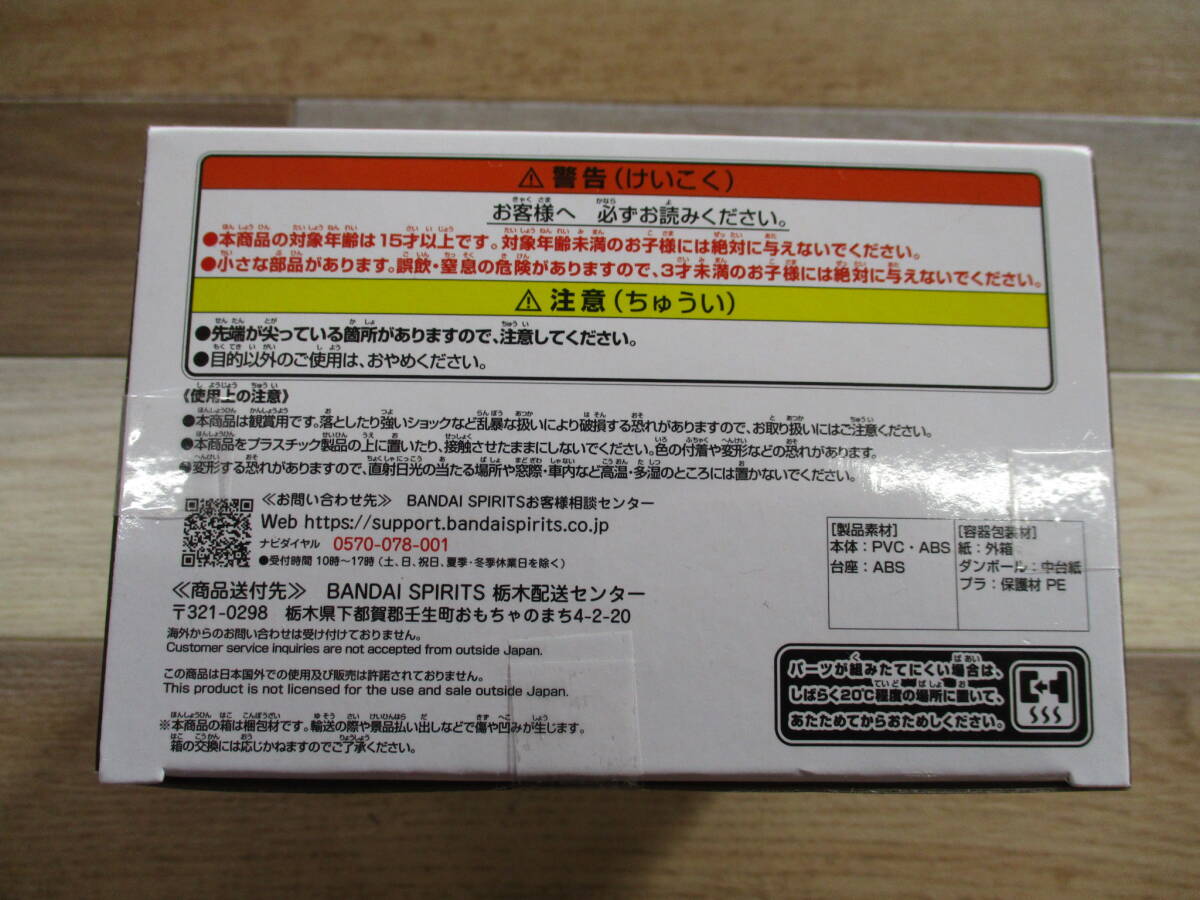 ⚠警告(けいこく)
お客様へ 必ずお読みください。
●本商品の対象年齢は15才以上です。対象年齢未満のお子様には絶対に与えないでください。
●小さな部品があります。誤飲・窒息の危険がありますので、3才未満のお子様には絶対に与えないでください。
⚠注意(ちゅうい)
●先端が尖っている箇所がありますので、注意してください。
●目的以外のご使用は、おやめください。
《使用上の注意》
●本商品は観賞用です。落としたり強いショックなど乱暴な扱いにより破損する恐れがありますので、お取り扱いにはご注意ください。
●本商品をプラスチック製品の上に置いたり、接触させたままにしないでください。色の付着や変形などの恐れがあります。
●変形する恐れがありますので、直射日光の当たる場所や窓際・車内など高温・多湿のところには置かないでください。
≪お問い合わせ先≫ BANDAI SPIRITSお客様相談センター
Web https://support.bandaispirits.co.jp
ナビダイヤル 0570-078-001
●受付時間 10時~17時(土、日、祝日、夏季・冬季休業日を除く)
≪商品送付先≫ BANDAI SPIRITS 栃木配送センター
〒321-0298 栃木県下都賀郡壬生町おもちゃのまち4-2-20
海外からのお問い合わせは受け付けておりません。
Customer service inquiries are not accepted from outside Japan.
この商品は日本国外での使用及び販売は許諾されておりません。
This product is not licensed for the use and sale outside Japan.
※本商品の箱は梱包材です。輸送の際や景品払い出しなどで傷や凹みが生じます。
箱の交換には応じかねますのでご了承ください。
[製品素材]
本体:PVC・ABS
台座:ABS
[容器包装材]
紙:外箱
ダンボール:中台紙
プラ:保護材 PE
パーツが組みたてにくい場合は、
しばらく20℃程度の場所に置いて、
あたためてからおためしください。